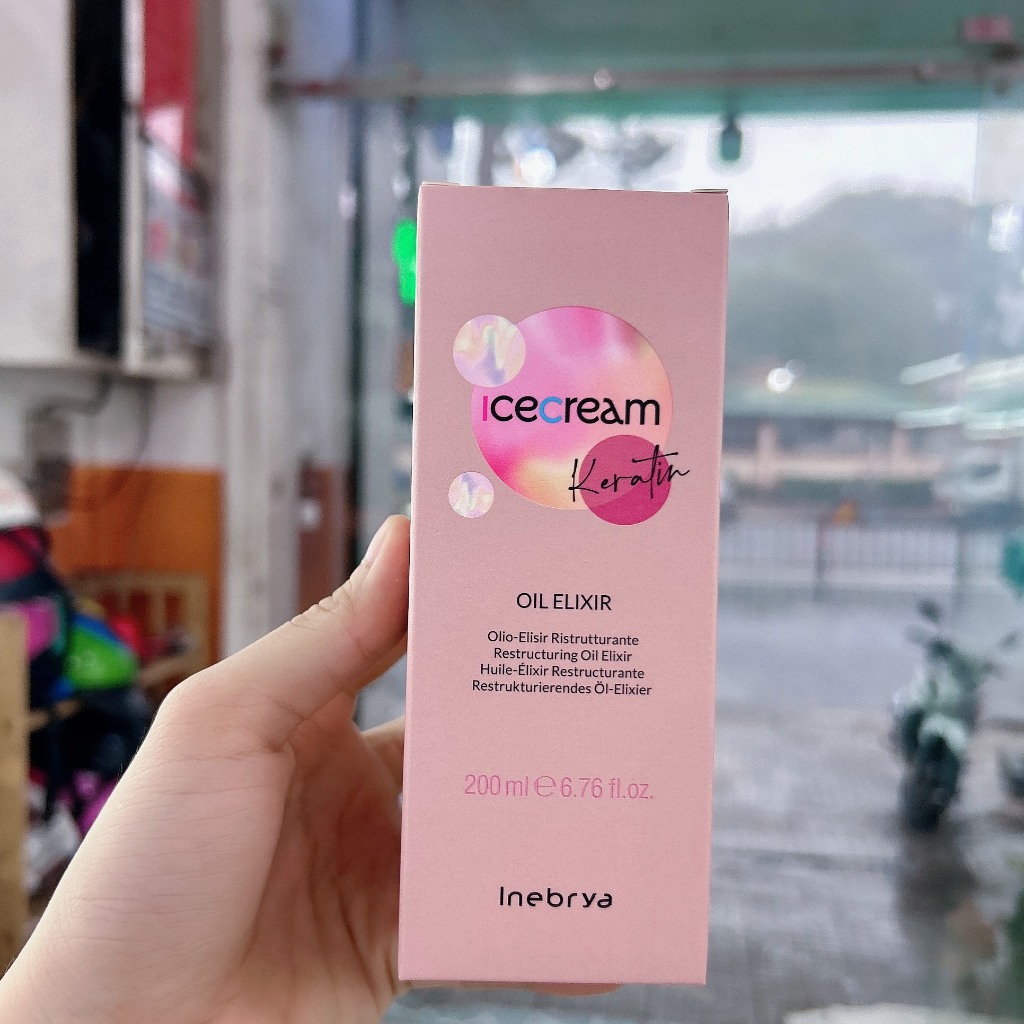 ICECream
Keratin
OIL ELIXIR
Olio-Elisir Ristrutturante
Restructuring Oil Elixir
Huile-Élixir Restructurante
Restrukturierendes Öl-Elixier
200 ml ℮ 6.76 fl.oz.
Inebrya